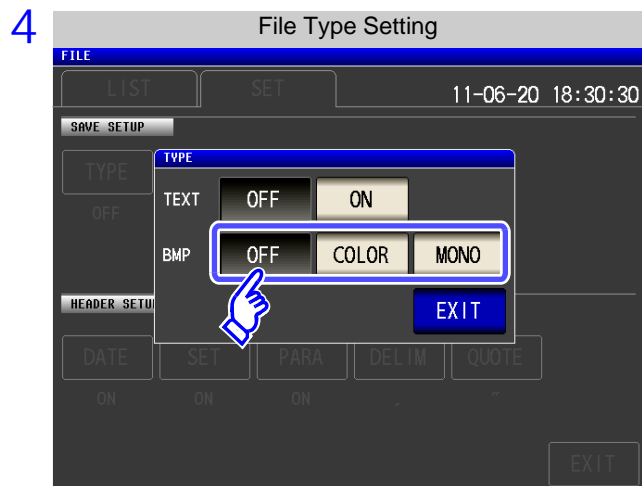 4
File Type Setting
FILE
LIST SET 11-06-20 18:30:30
SAVE SETUP
TYPE
OFF
TYPE
TEXT OFF ON
BMP OFF COLOR MONO
EXIT
HEADER SETU
DATE SET PARA DELIM QUOTE
ON ON ON , "
EXIT